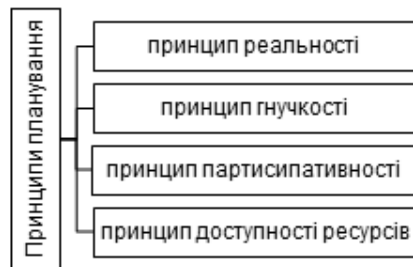 Принципи планування
принцип реальності
принцип гнучкості
принцип партисипативності
принцип доступності ресурсів